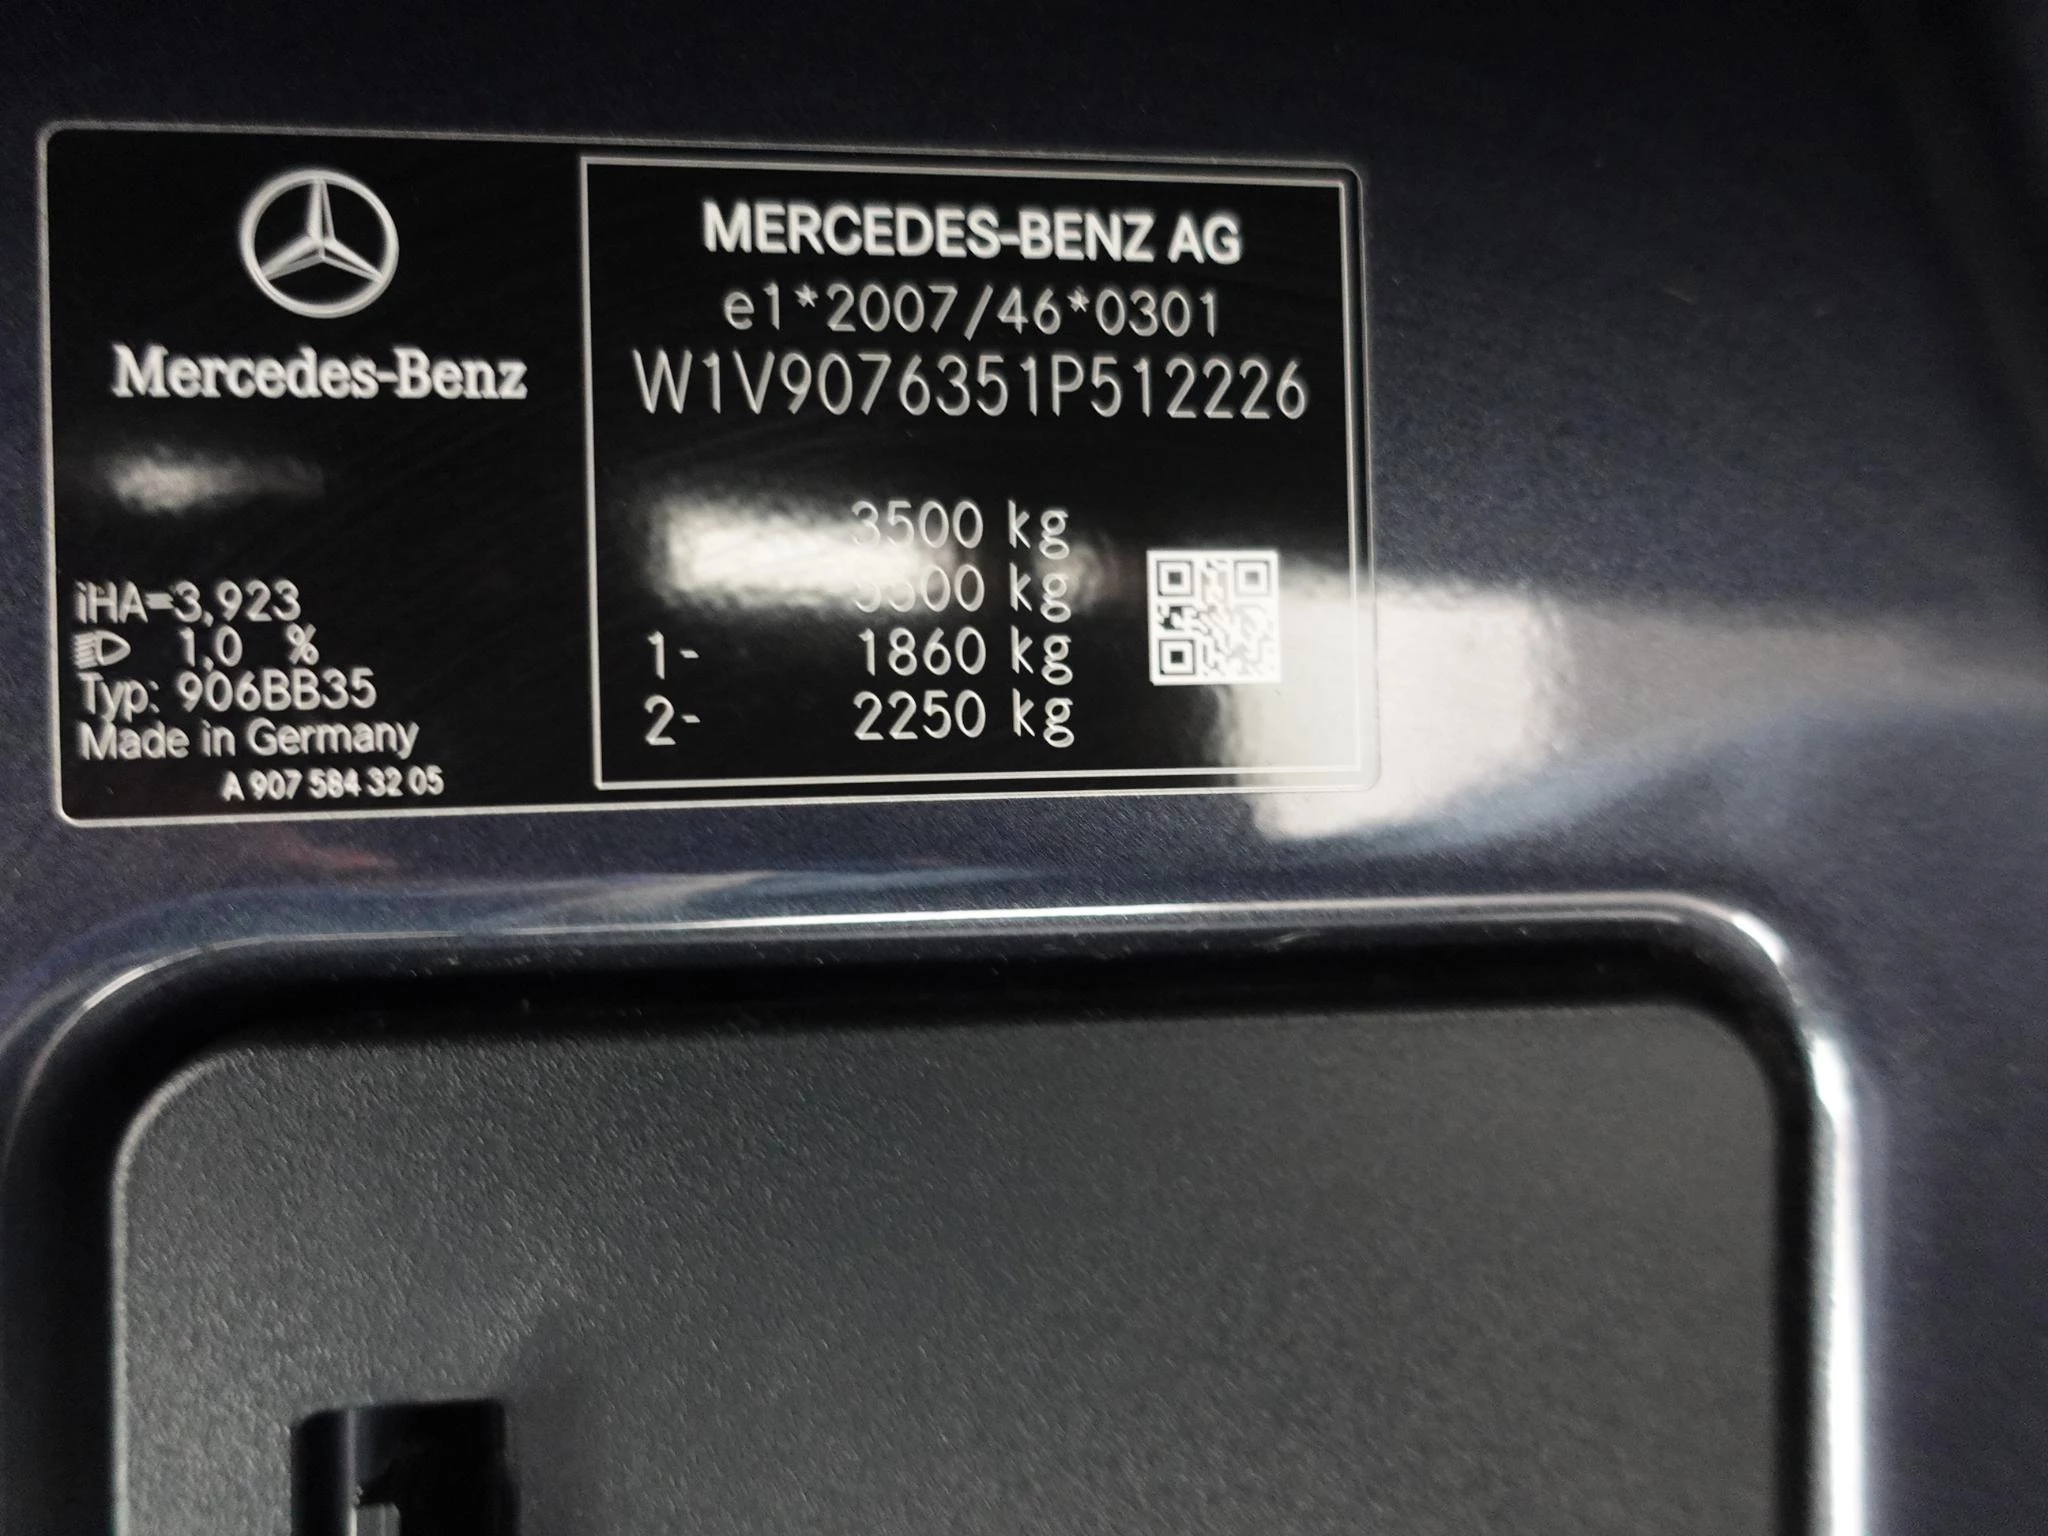 Mercedes-Benz
iHA=3,923
1,0 %
Typ: 906BB35
Made in Germany
A 907 584 32 05
MERCEDES-BENZ AG
e1*2007/46*0301
W1V9076351P512226
3500 kg
kg
1- 1860 kg
2- 2250 kg